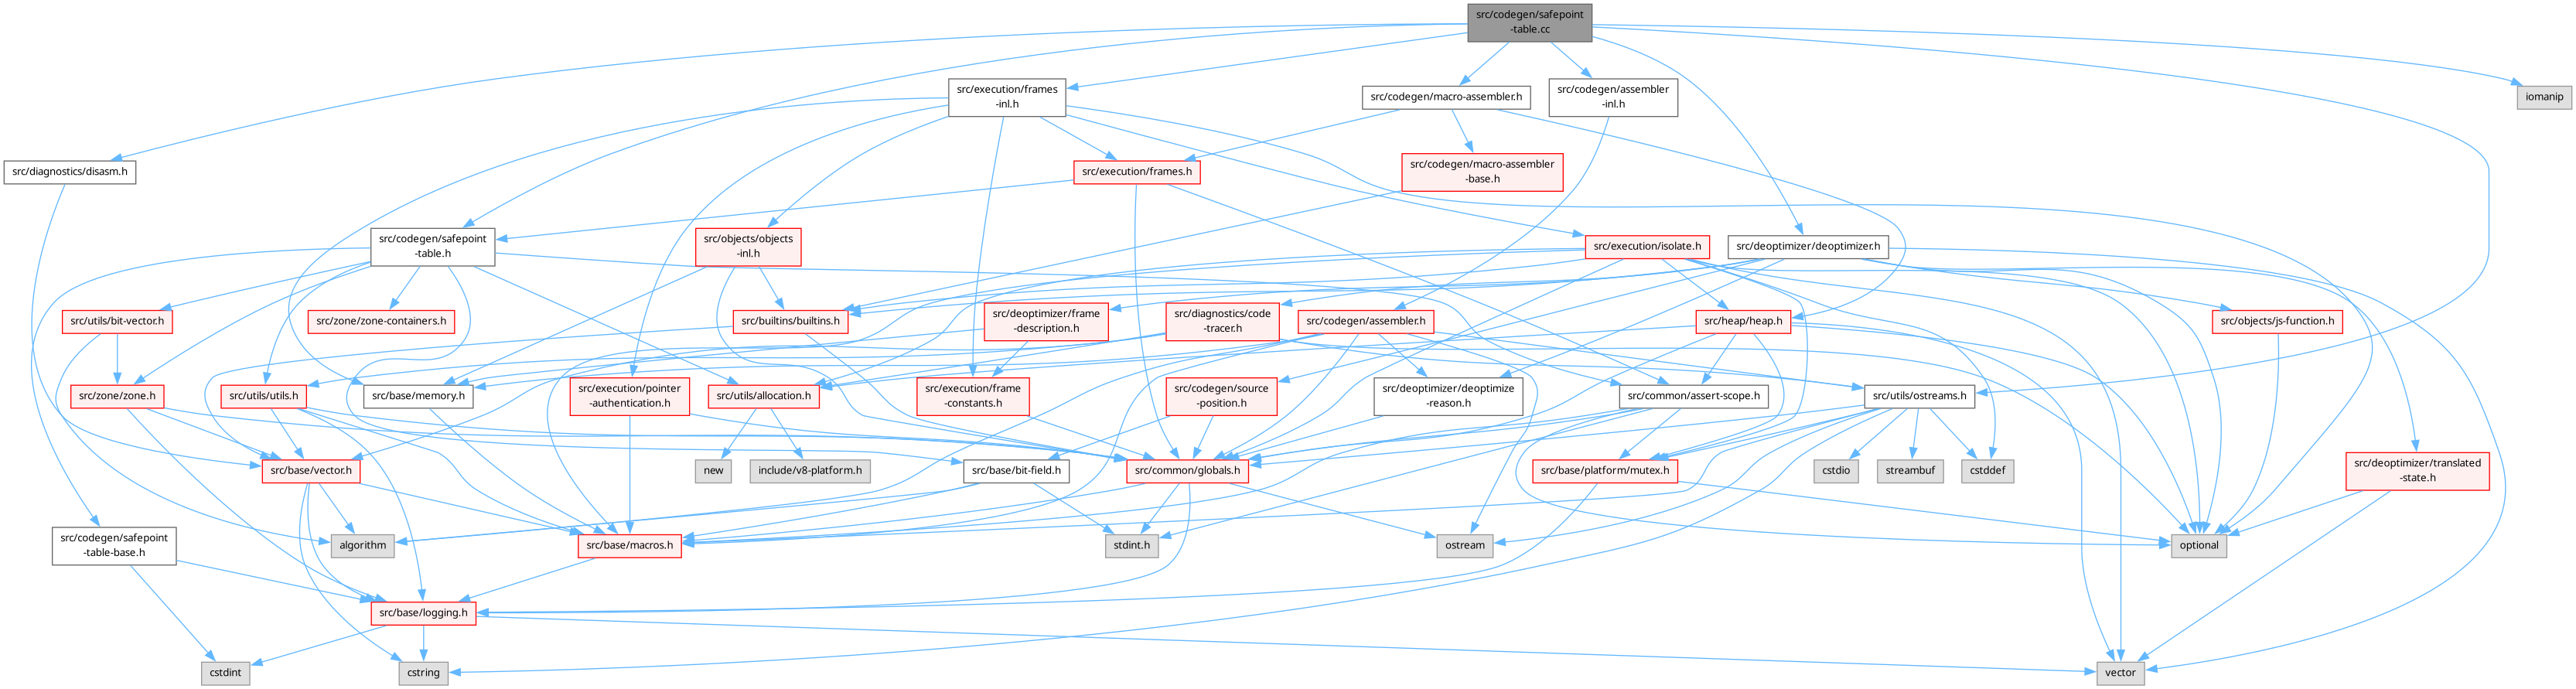 src/codegen/safepoint
-table.cc
src/execution/frames
-inl.h
src/codegen/macro-assembler.h
src/codegen/assembler
-inl.h
iomanip
src/diagnostics/disasm.h
src/execution/frames.h
src/codegen/macro-assembler
-base.h
src/codegen/safepoint
-table.h
src/objects/objects
-inl.h
src/execution/isolate.h
src/deoptimizer/deoptimizer.h
src/utils/bit-vector.h
src/zone/zone-containers.h
src/builtins/builtins.h
src/deoptimizer/frame
-description.h
src/diagnostics/code
-tracer.h
src/codegen/assembler.h
src/heap/heap.h
src/objects/js-function.h
src/zone/zone.h
src/utils/utils.h
src/base/memory.h
src/execution/pointer
-authentication.h
src/utils/allocation.h
src/execution/frame
-constants.h
src/codegen/source
-position.h
src/deoptimizer/deoptimize
-reason.h
src/common/assert-scope.h
src/utils/ostreams.h
src/base/vector.h
new
include/v8-platform.h
src/base/bit-field.h
src/common/globals.h
src/base/platform/mutex.h
cstdio
streambuf
cstddef
src/deoptimizer/translated
-state.h
src/codegen/safepoint
-table-base.h
algorithm
src/base/macros.h
stdint.h
ostream
optional
src/base/logging.h
cstdint
cstring
vector